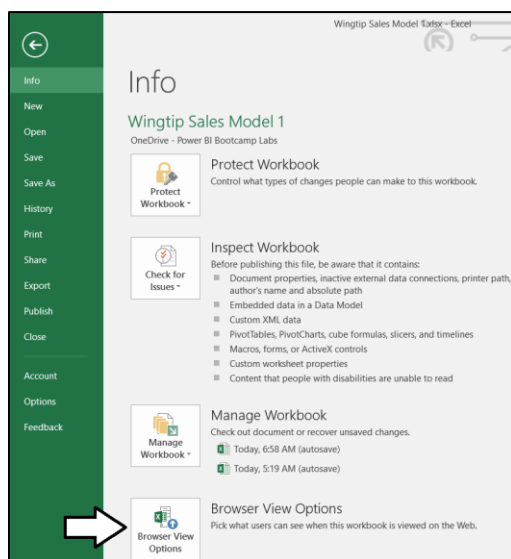 Wingtip Sales Model 1.xlsx - Excel
Info
New
Open
Save
Save As
History
Print
Share
Export
Publish
Close
Account
Options
Feedback
Info
Wingtip Sales Model 1
OneDrive - Power BI Bootcamp Labs
Protect
Workbook
Protect Workbook
Control what types of changes people can make to this workbook.
Check for
Issues
Inspect Workbook
Before publishing this file, be aware that it contains:
Document properties, inactive external data connections, printer path,
author's name and absolute path
Embedded data in a Data Model
Custom XML data
PivotTables, PivotCharts, cube formulas, slicers, and timelines
Macros, forms, or ActiveX controls
Custom worksheet properties
Content that people with disabilities are unable to read
Manage
Workbook
Manage Workbook
Check out document or recover unsaved changes.
Today, 6:58 AM (autosave)
Today, 5:19 AM (autosave)
Browser View
Options
Browser View Options
Pick what users can see when this workbook is viewed on the Web.